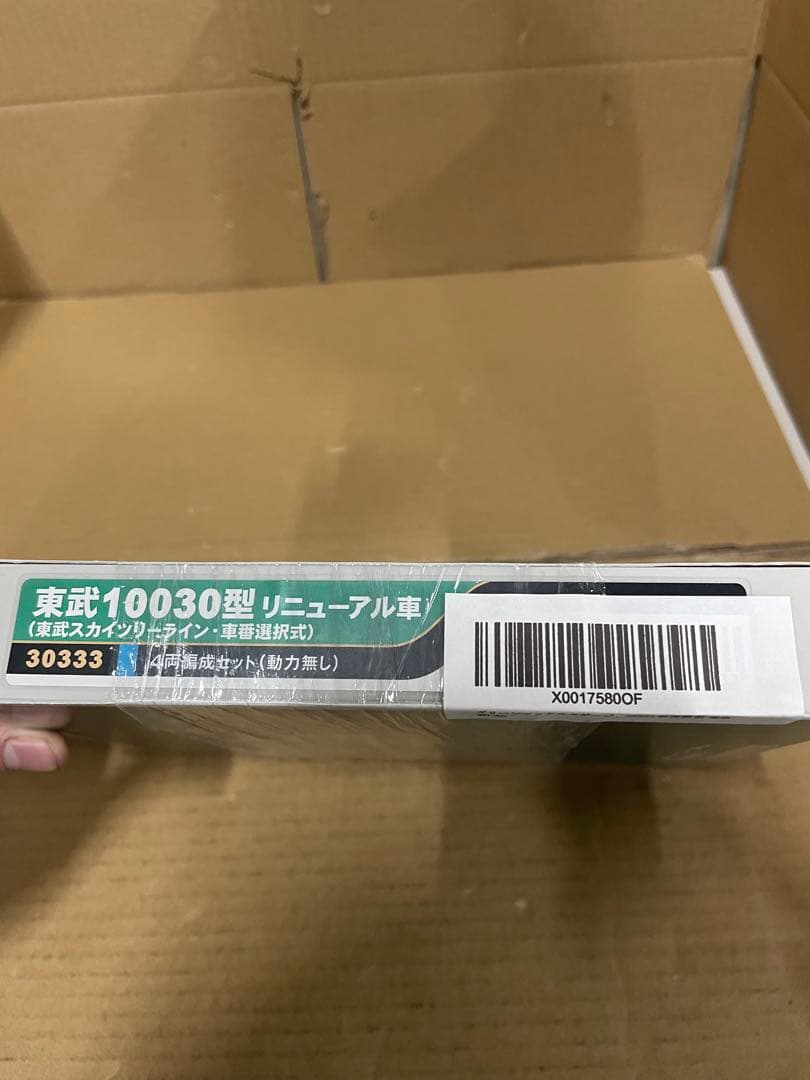 東武10030型 リニューアル車
(東武スカイツリーライン・車番選択式)
30333 4両編成セット(動力無し)
X0017580OF